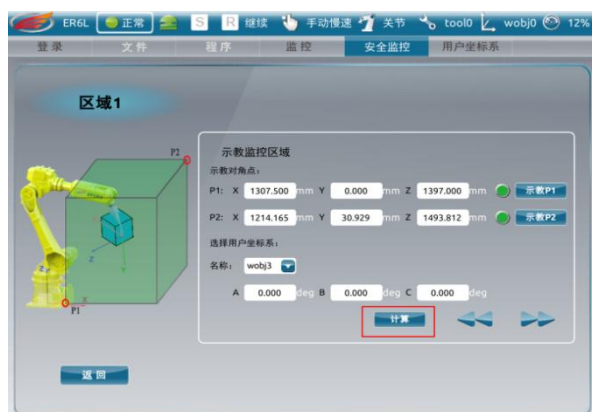 ER6L 正常 S R 继续 手动慢速 关节 tool0 wobj0 12%
登录 文件 程序 监控 安全监控 用户坐标系
区域1
P2
示教监控区域
示教对角点:
P1: X 1307.500 mm Y 0.000 mm Z 1397.000 mm 示教P1
P2: X 1214.165 mm Y 30.929 mm Z 1493.812 mm 示教P2
选择用户坐标系:
名称: wobj3
A 0.000 deg B 0.000 deg C 0.000 deg
P1
计算
返回